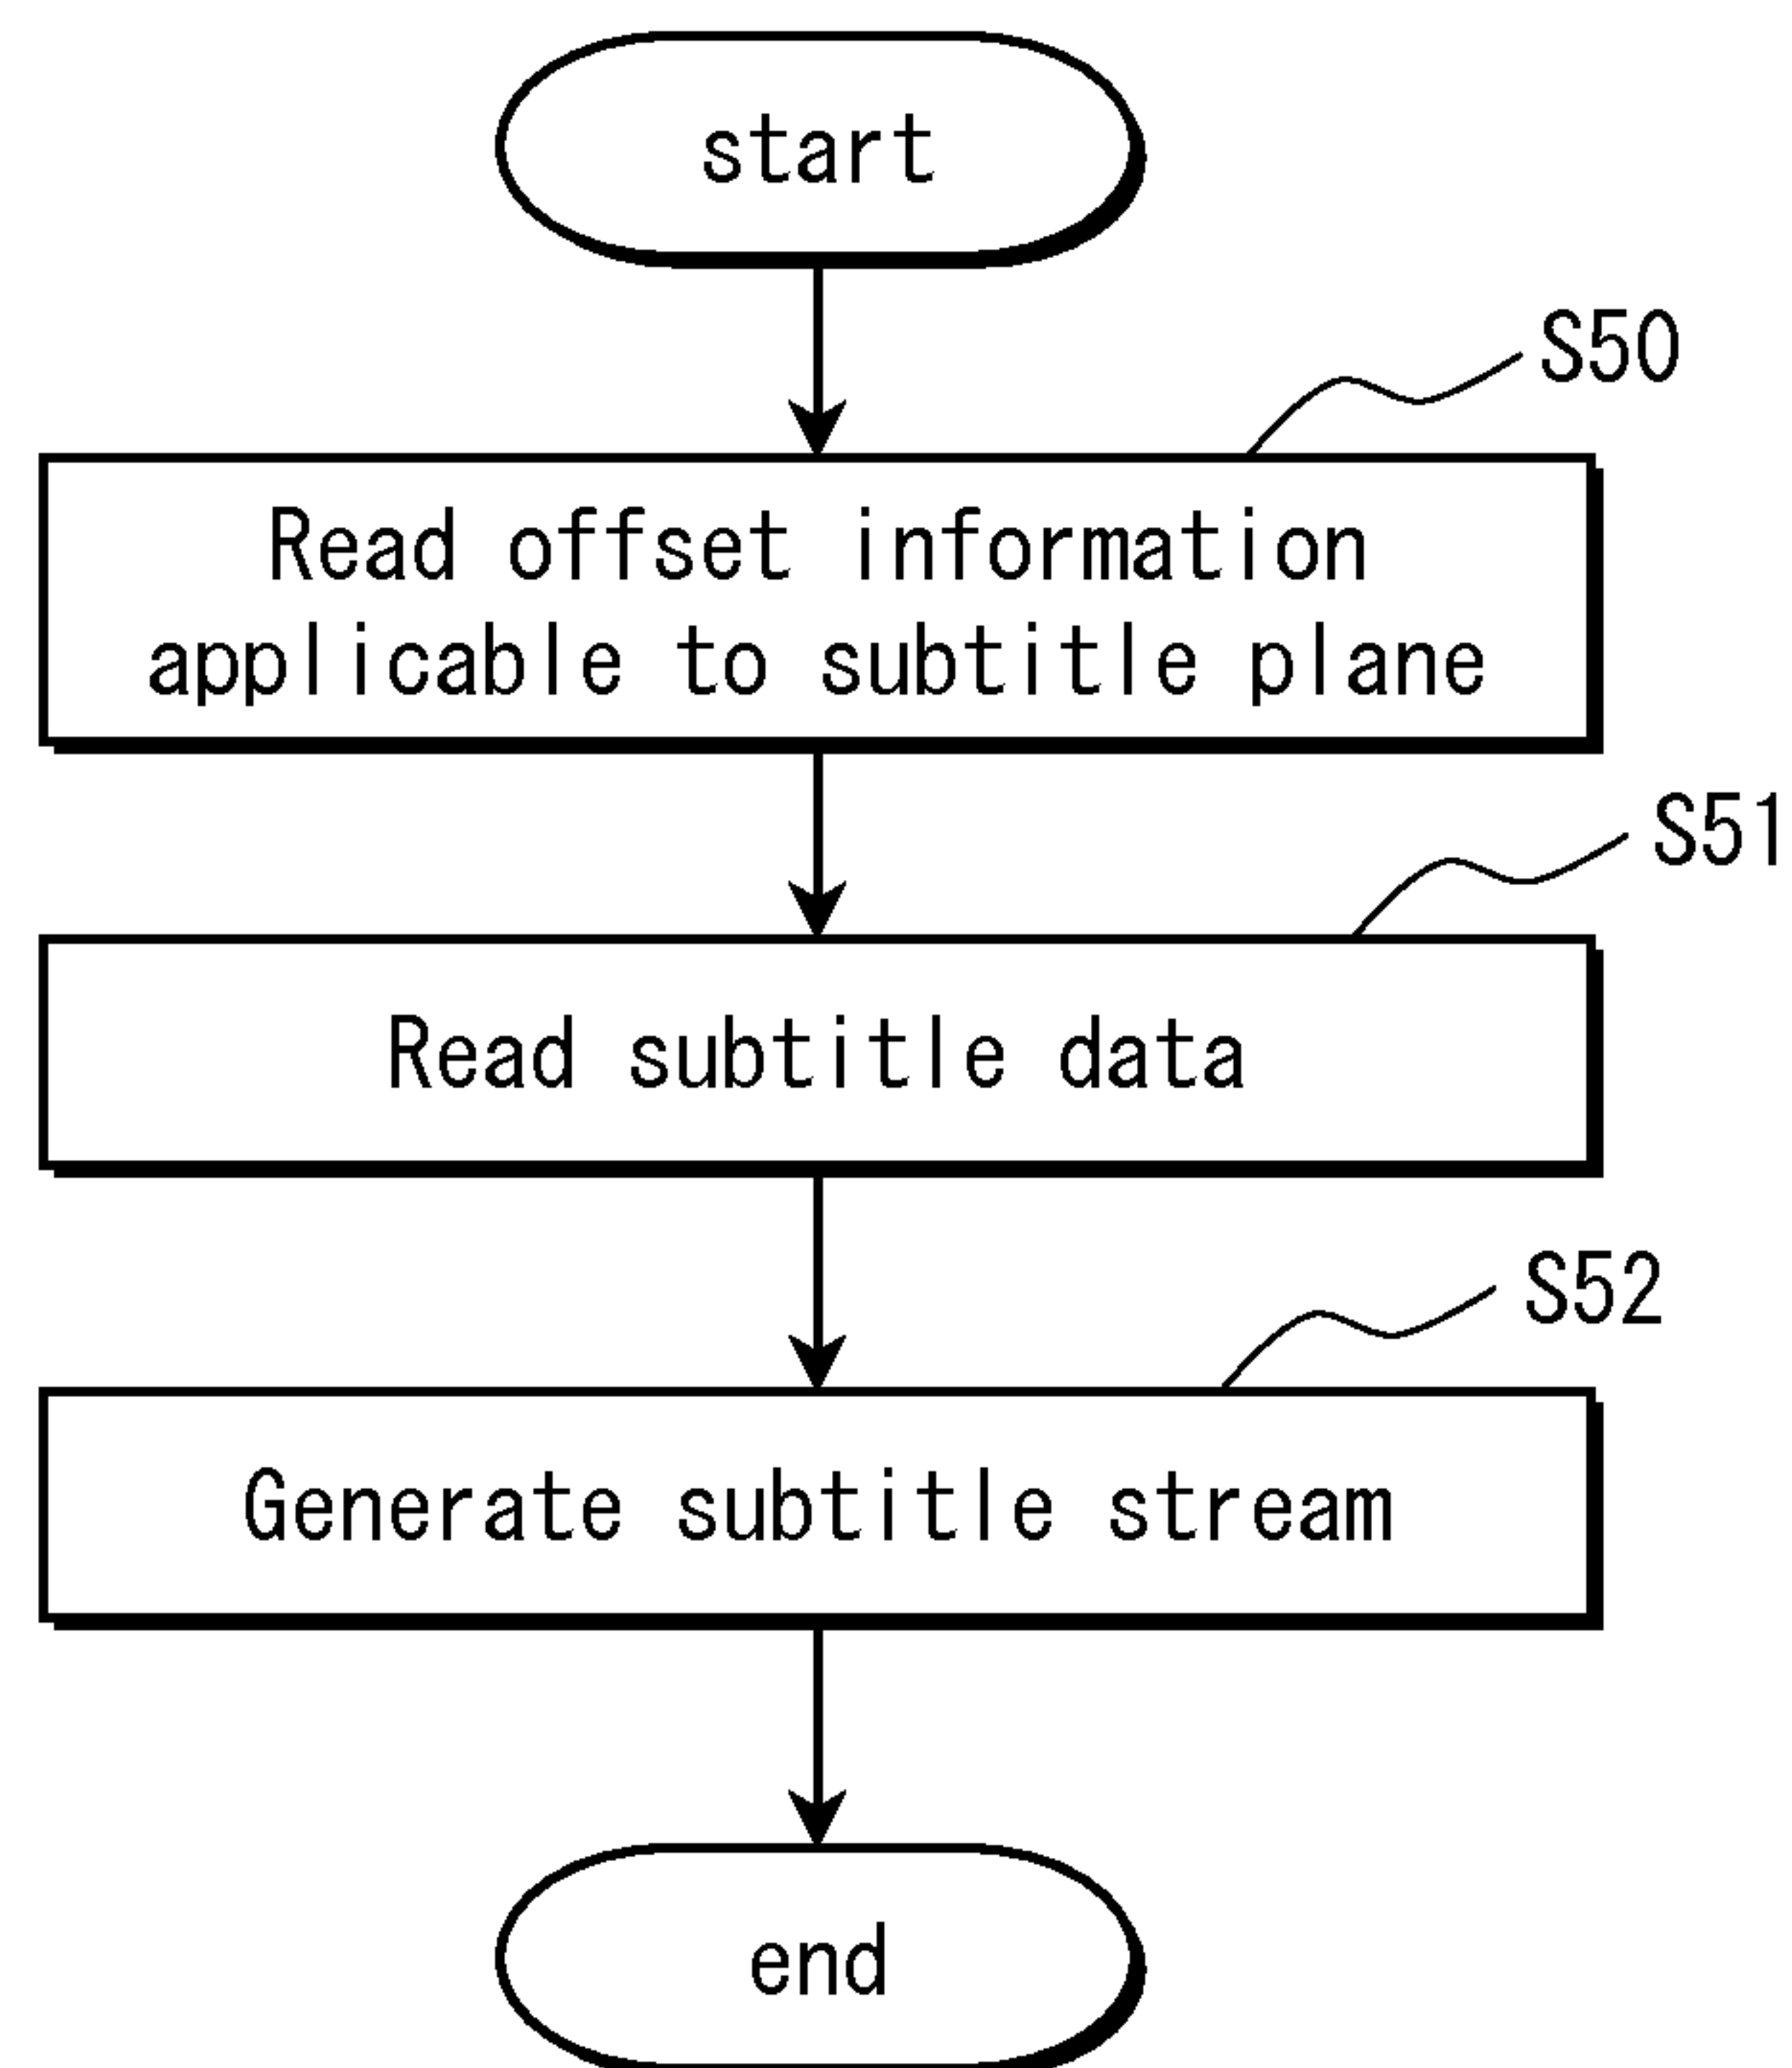 start
S50
Read offset information
applicable to subtitle plane
S51
Read subtitle data
S52
Generate subtitle stream
end